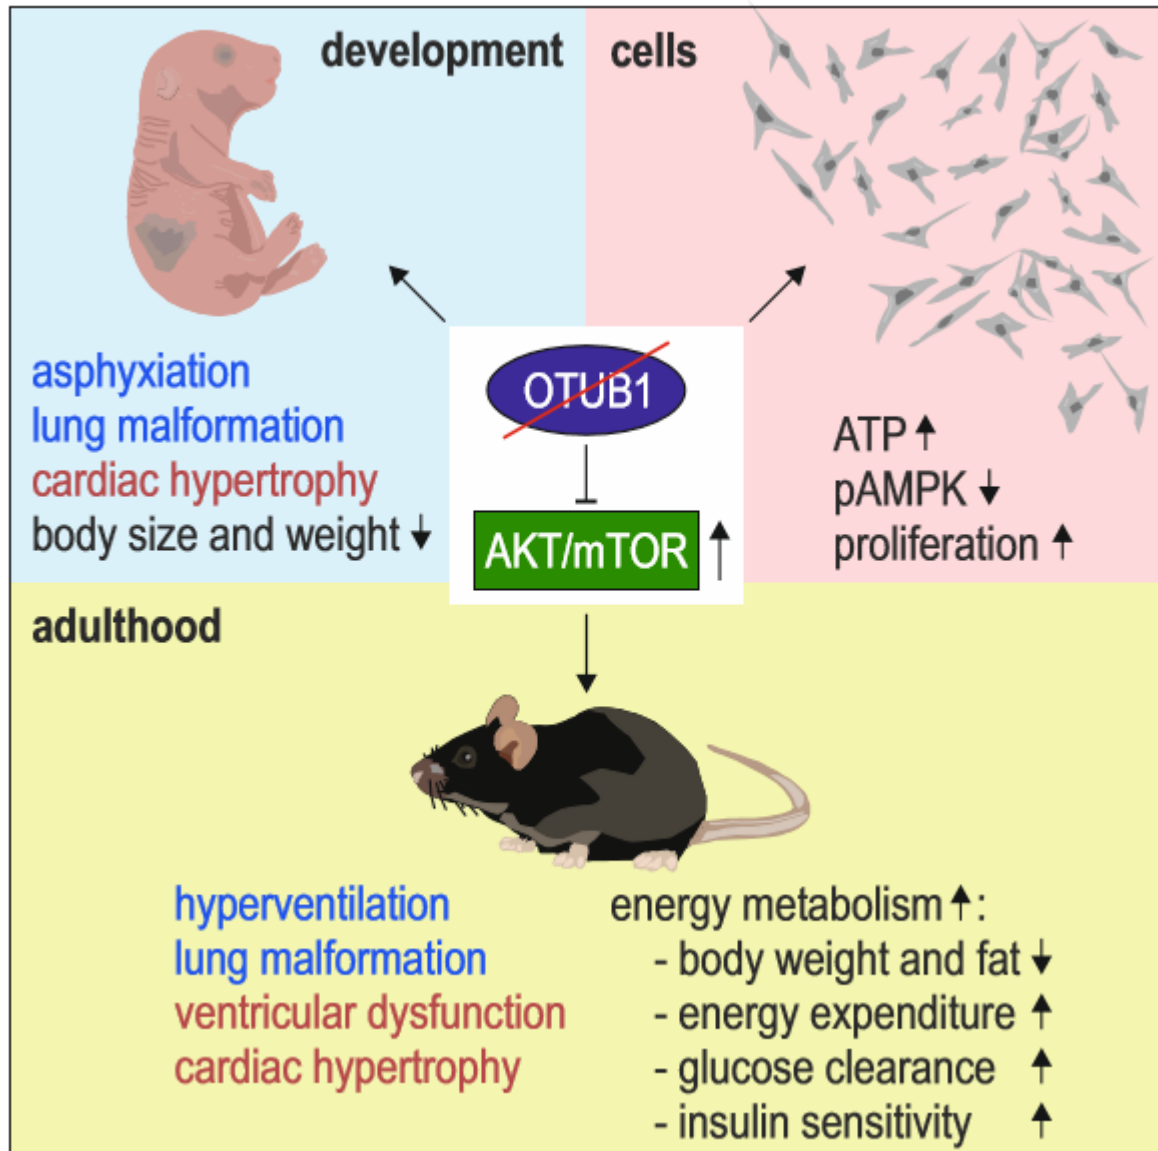 development
cells
asphyxiation
lung malformation
cardiac hypertrophy
body size and weight ↓
OTUB1
AKT/mTOR ↑
ATP ↑
pAMPK ↓
proliferation ↑
adulthood
hyperventilation
lung malformation
ventricular dysfunction
cardiac hypertrophy
energy metabolism ↑:
- body weight and fat ↓
- energy expenditure ↑
- glucose clearance ↑
- insulin sensitivity ↑